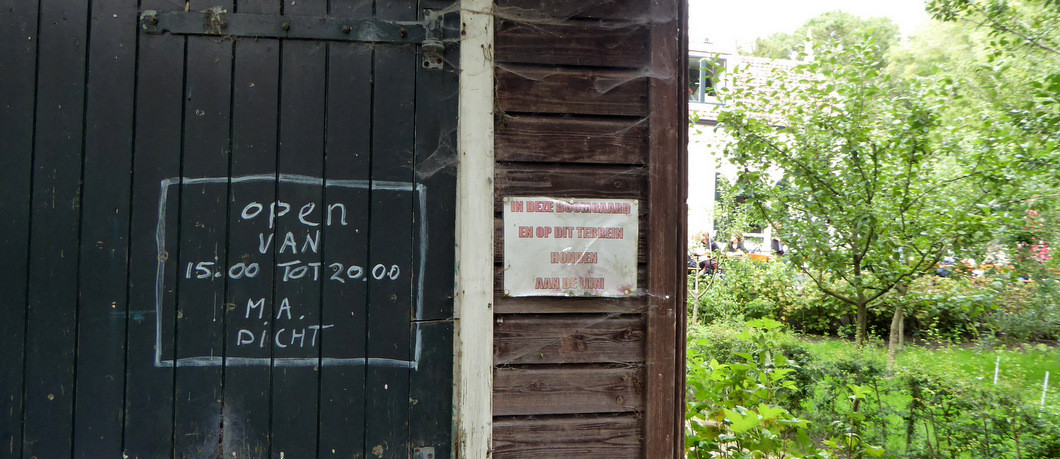 open
VAN
15.00 TOT 20.00
M.A.
DiCHT
IN DEZE BOOMGAARD
EN OP DIT TERREIN
HONDEN
AAN DE LIJN!